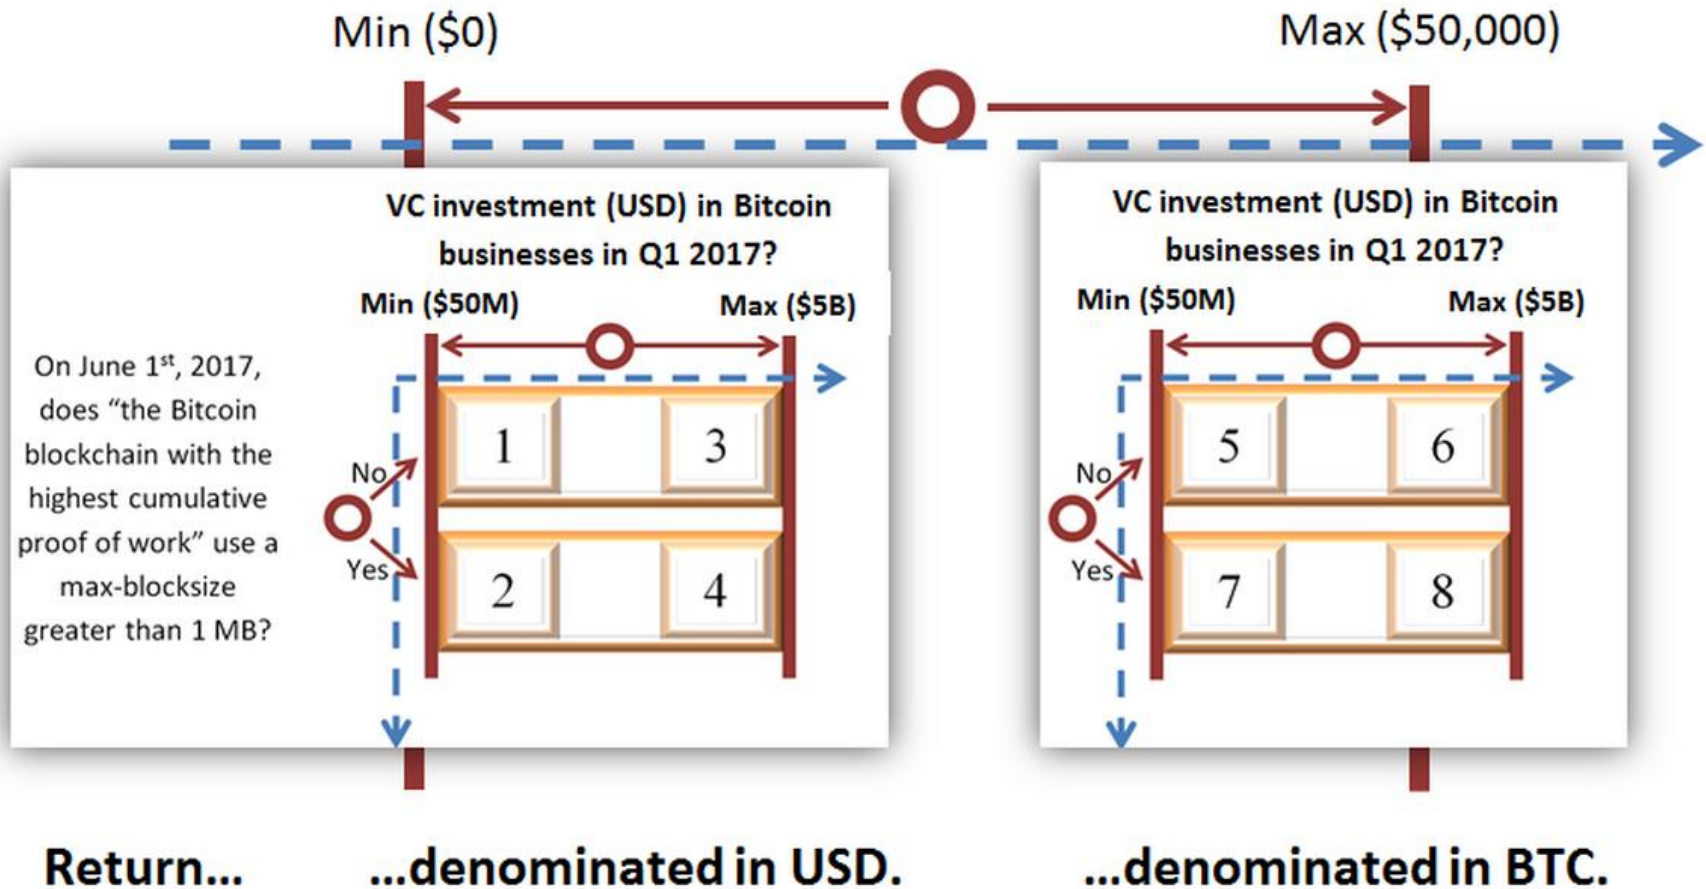 Min ($0)
Max ($50,000)
VC investment (USD) in Bitcoin
businesses in Q1 2017?
Min ($50M)
Max ($5B)
On June 1st, 2017,
does “the Bitcoin
blockchain with the
highest cumulative
proof of work” use a
max-blocksize
greater than 1 MB?
No
Yes
1
3
2
4
VC investment (USD) in Bitcoin
businesses in Q1 2017?
Min ($50M)
Max ($5B)
No
Yes
5
6
7
8
Return...
...denominated in USD.
...denominated in BTC.